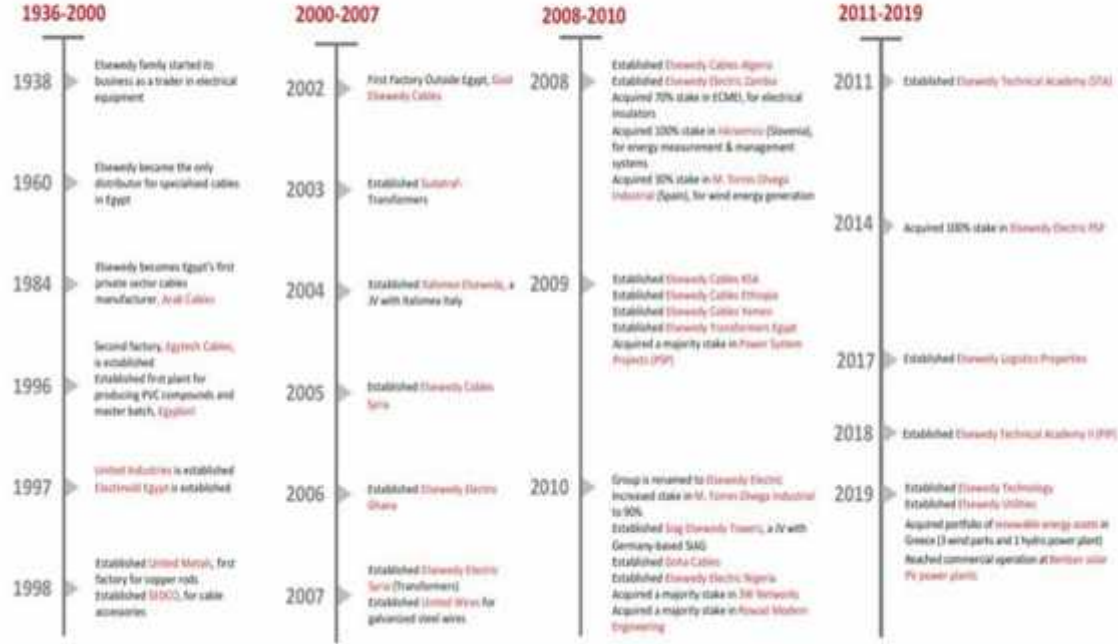 1936-2000
1938
Elsewedy family started its
business as a trader in electrical
equipment
1960
Elsewedy became the only
distributor for specialised cables
in Egypt
1984
Elsewedy becomes Egypt's first
private sector cables
manufacturer, Arab Cables
1996
Second factory, Egytech Cables,
is established
Established first plant for
producing PVC compounds and
master batch,
1997
United Industries is established
Egypt is established
1998
Established United Metals, first
factory for copper rods
Established SEDCO, for cable
accessories
2000-2007
2002
First Factory Outside Egypt,
Elsewedy Cables
2003
Established
Transformers
2004
Established Italsmea Elsewedy, a
JV with Italsmea Italy
2005
Established Elsewedy Cables
Syria
2006
Established Elsewedy Electric
Ghana
2007
Established Elsewedy Electric
Syria (Transformers)
Established United Wires for
galvanized steel wires
2008-2010
2008
Established Elsewedy Cables Algeria
Established Elsewedy Electric Zambia
Acquired 70% stake in ECMEI, for electrical
insulators
Acquired 100% stake in (Slovenia),
for energy measurement & management
systems
Acquired 30% stake in M. Torres Olvega
Industrial (Spain), for wind energy generation
2009
Established Elsewedy Cables KSA
Established Elsewedy Cables Ethiopia
Established Elsewedy Cables Yemen
Established Elsewedy Transformers Egypt
Acquired a majority stake in Power System
Projects (PSP)
2010
Group is renamed to Elsewedy Electric
Increased stake in M. Torres Olvega Industrial
to 90%
Established Siag Elsewedy Towers, a JV with
Germany-based SIAG
Established Doha Cables
Established Elsewedy Electric Nigeria
Acquired a majority stake in 3W Networks
Acquired a majority stake in Rowad Modern
Engineering
2011-2019
2011
Established Elsewedy Technical Academy (STA)
2014
Acquired 100% stake in Elsewedy Electric PSP
2017
Established Elsewedy Logistics Properties
2018
Established Elsewedy Technical Academy II
2019
Established Elsewedy Technology
Established Elsewedy Utilities
Acquired portfolio of renewable energy assets in
Greece (3 wind parks and 1 hydro power plant)
Reached commercial operation at Benban solar
PV power plants